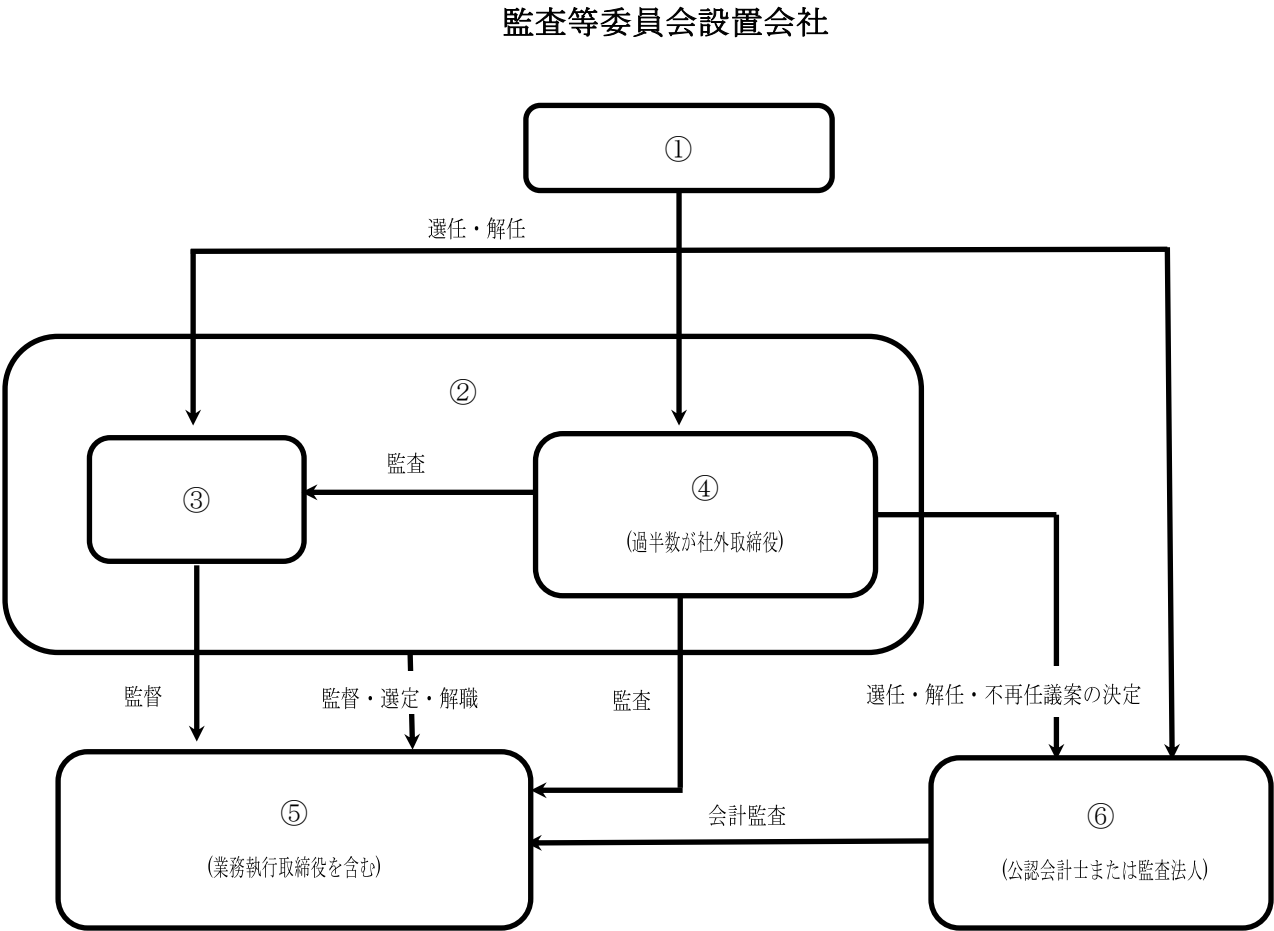 監査等委員会設置会社
①
選任・解任
②
監査
③
④
(過半数が社外取締役)
監督
監督・選定・解職
監査
選任・解任・不再任議案の決定
会計監査
⑤
(業務執行取締役を含む)
⑥
(公認会計士または監査法人)